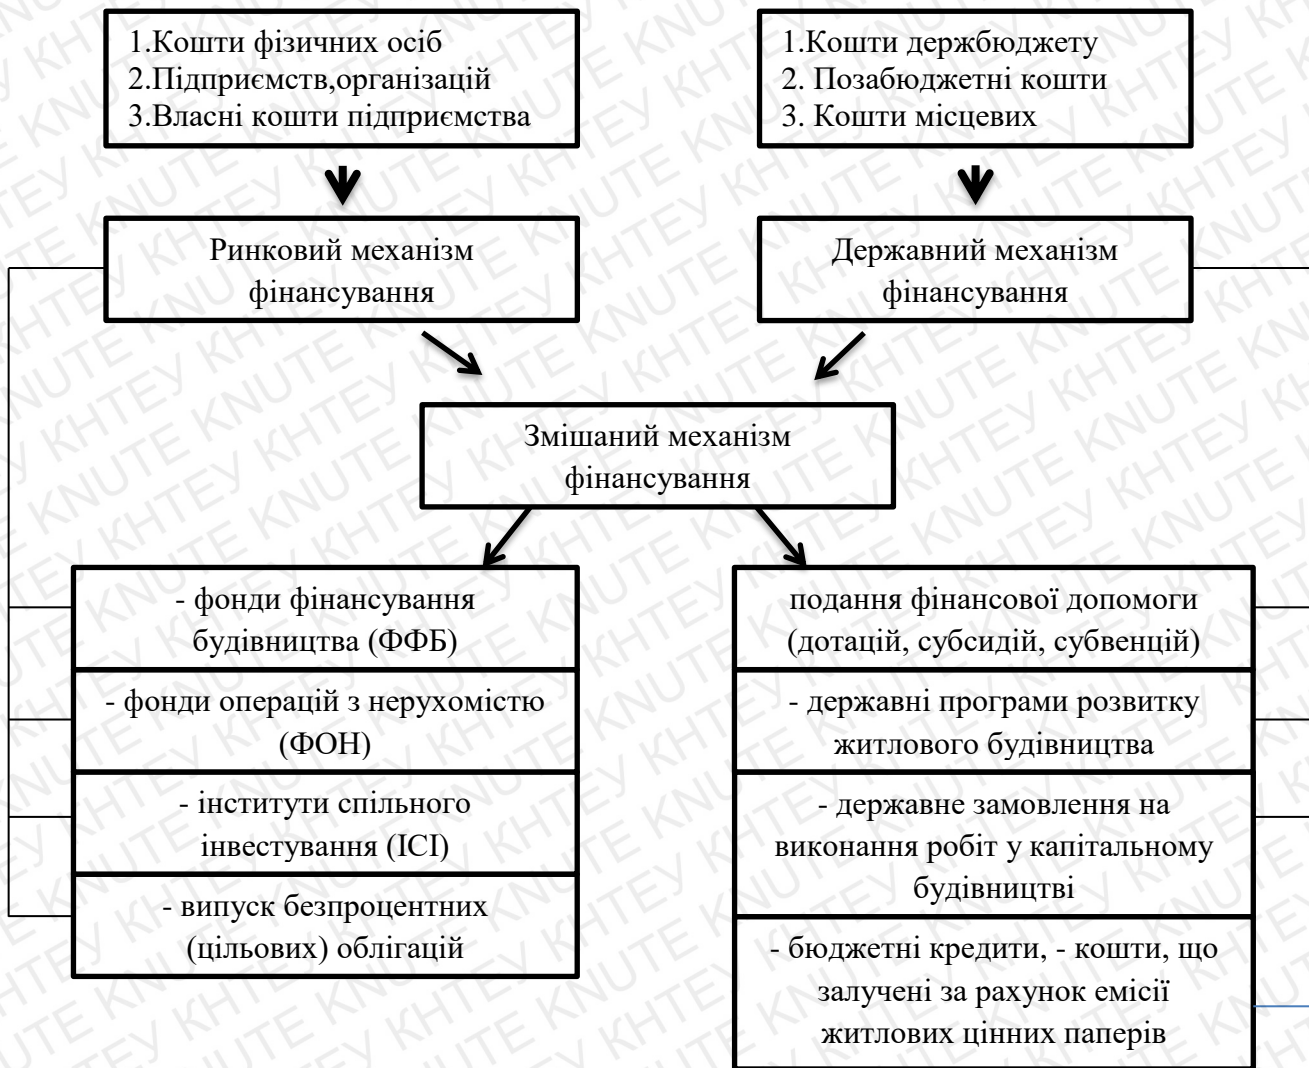 1.Кошти фізичних осіб
2.Підприємств,організацій
3.Власні кошти підприємства
1.Кошти держбюджету
2. Позабюджетні кошти
3. Кошти місцевих
Ринковий механізм
фінансування
Державний механізм
фінансування
Змішаний механізм
фінансування
- фонди фінансування
будівництва (ФФБ)
- фонди операцій з нерухомістю
(ФОН)
- інститути спільного
інвестування (ІСІ)
- випуск безпроцентних
(цільових) облігацій
подання фінансової допомоги
(дотацій, субсидій, субвенцій)
- державні програми розвитку
житлового будівництва
- державне замовлення на
виконання робіт у капітальному
будівництві
- бюджетні кредити, - кошти, що
залучені за рахунок емісії
житлових цінних паперів